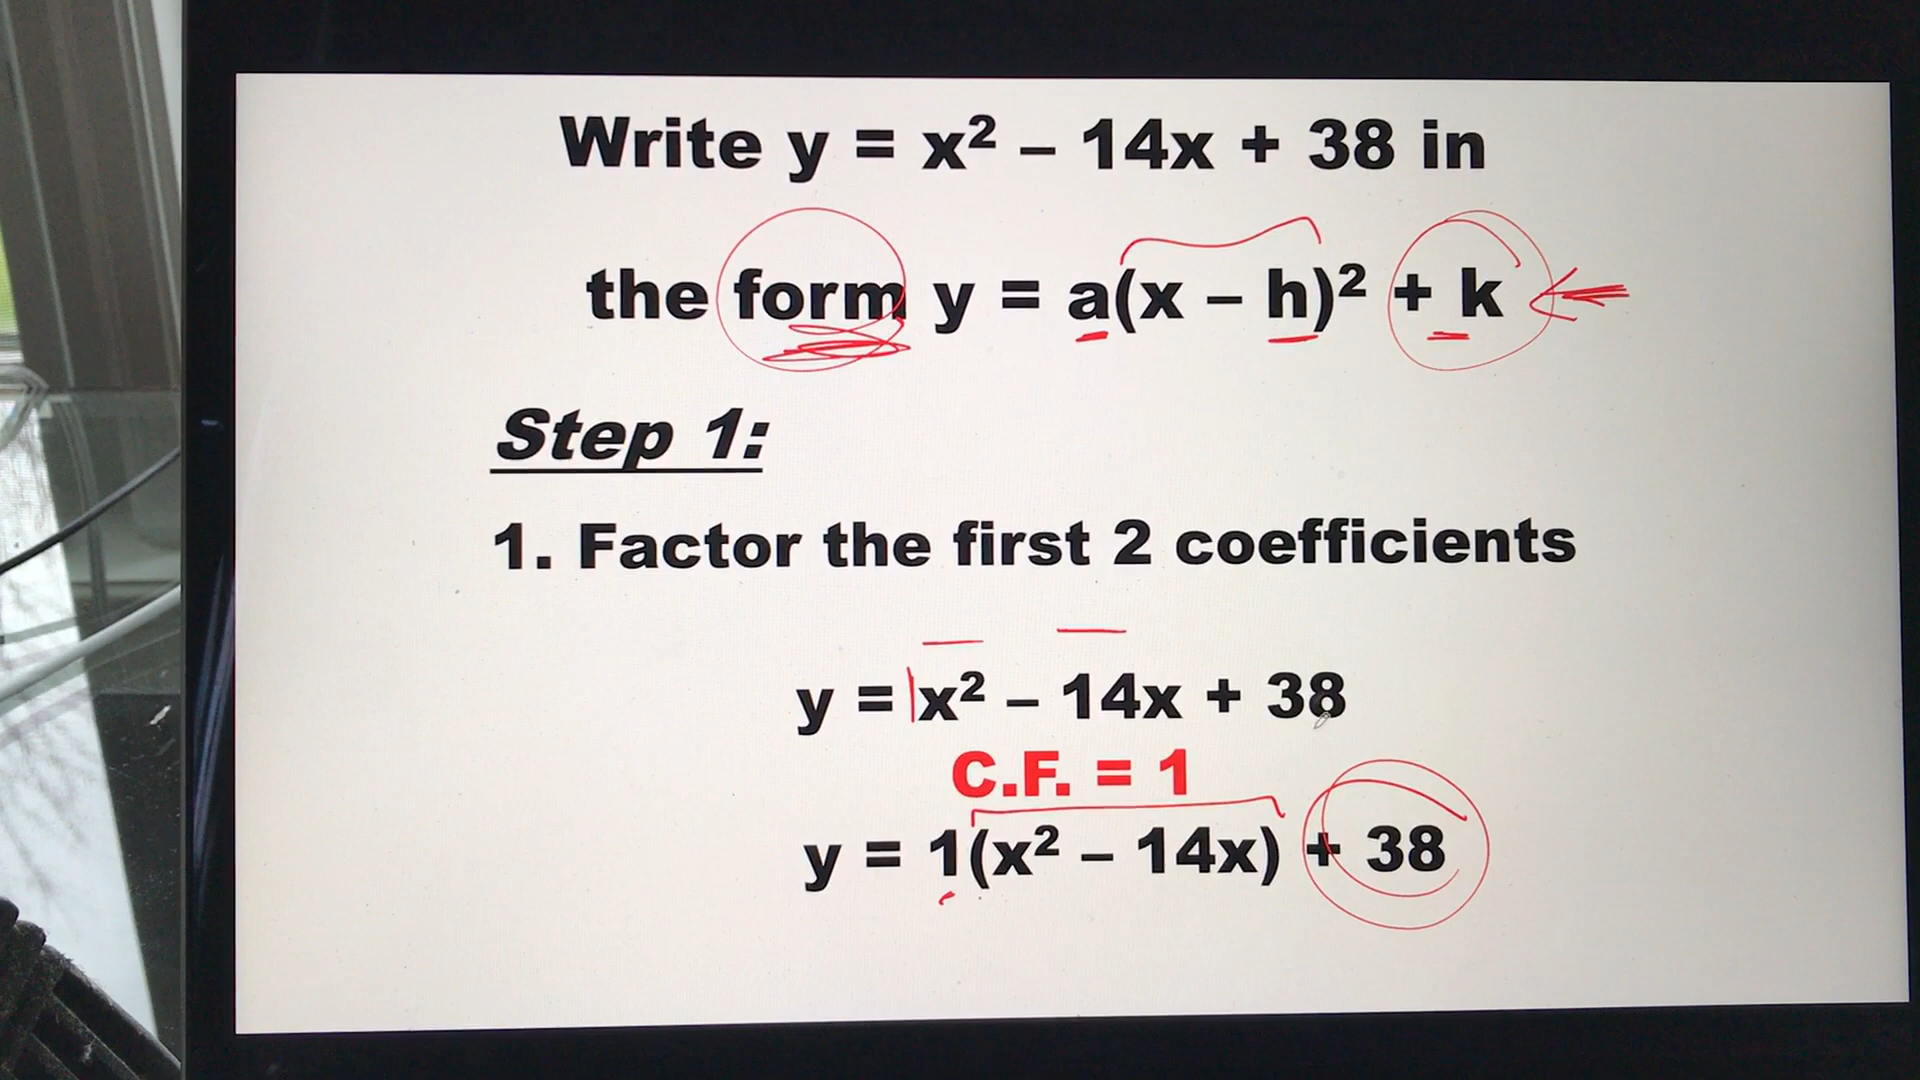 Write y = x² – 14x + 38 in
the form y = a(x – h)² + k
Step 1:
1. Factor the first 2 coefficients
y = 1x² – 14x + 38
C.F. = 1
y = 1(x² – 14x) + 38